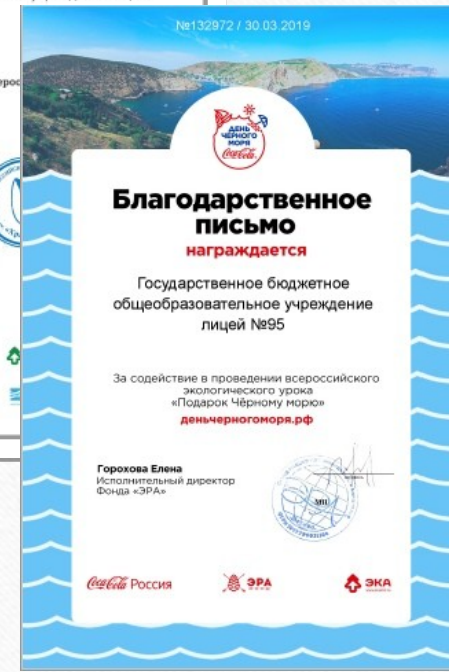 №132972 / 30.03.2019
ДЕНЬ
ЧЁРНОГО
МОРЯ
Coca-Cola
Благодарственное
письмо
награждается
Государственное бюджетное
общеобразовательное учреждение
лицей №95
За содействие в проведении всероссийского
экологического урока
«Подарок Чёрному морю»
деньчерногоморя.рф
Горохова Елена
Исполнительный директор
Фонда «ЭРА»
МП
Coca-Cola Россия
ЭРА
ЭКА